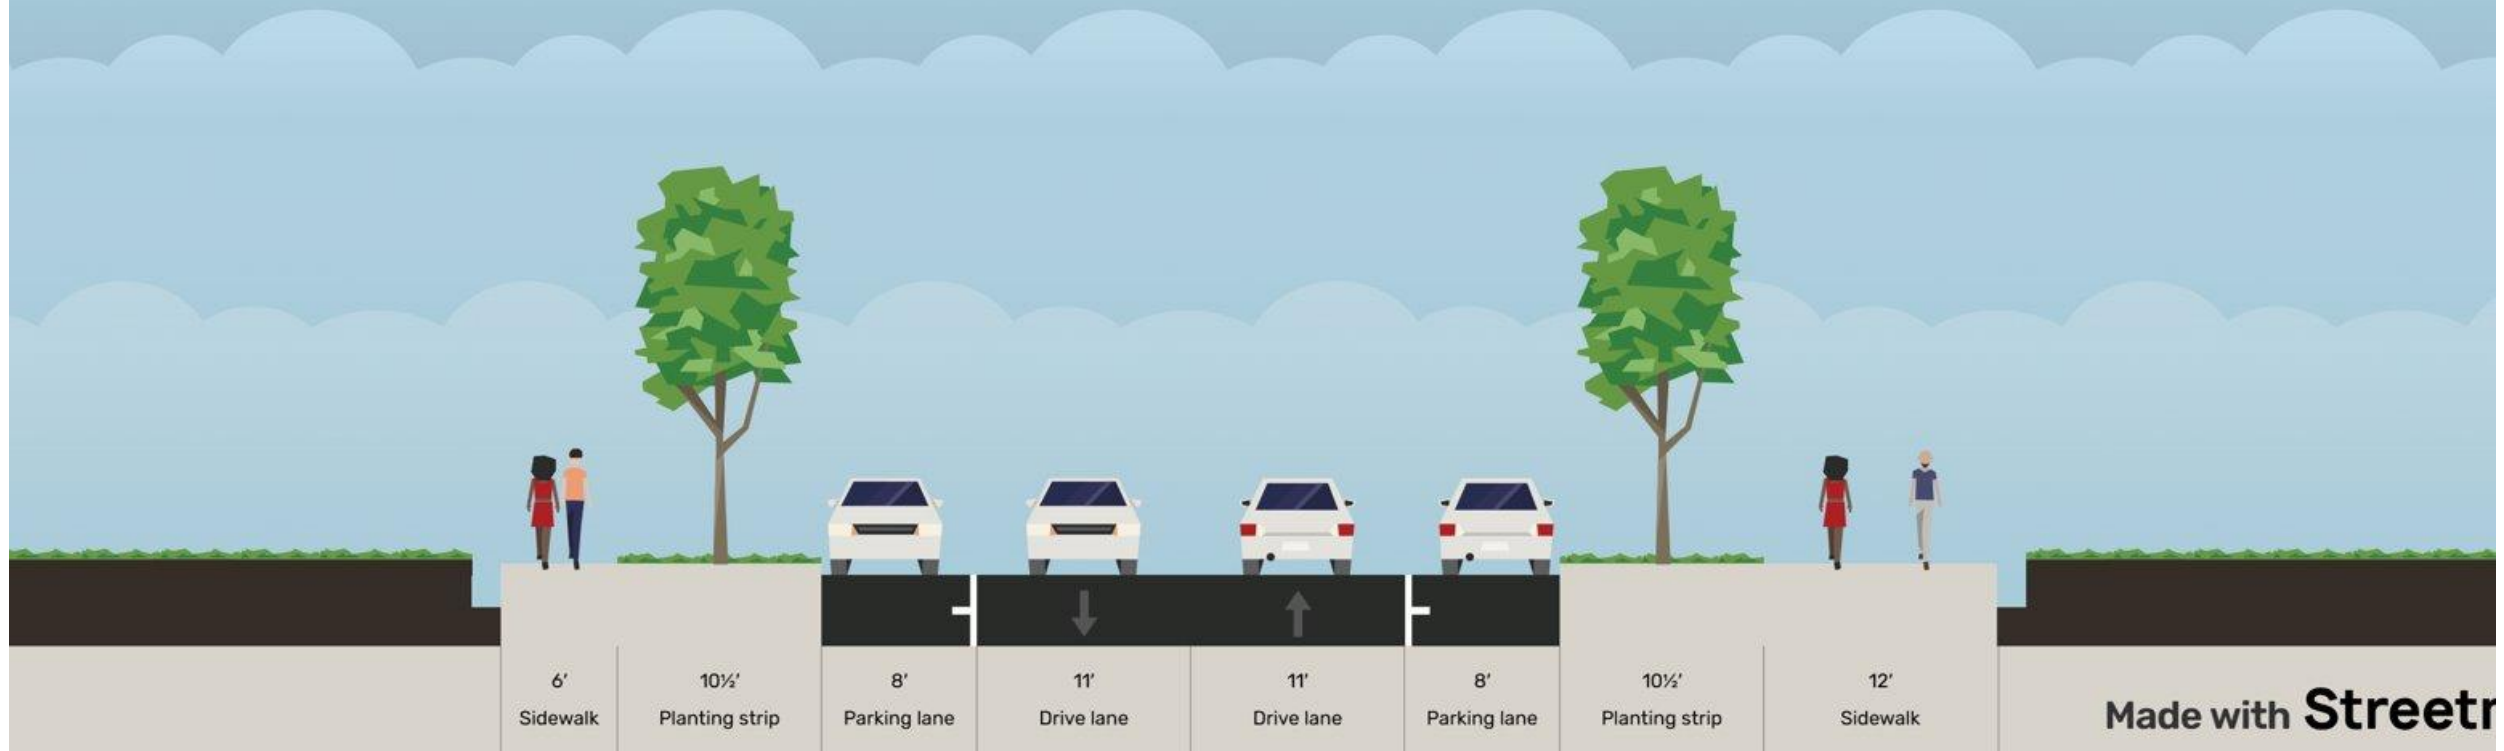 6'
Sidewalk
10½'
Planting strip
8'
Parking lane
11'
Drive lane
11'
Drive lane
8'
Parking lane
10½'
Planting strip
12'
Sidewalk
Made with Streetr